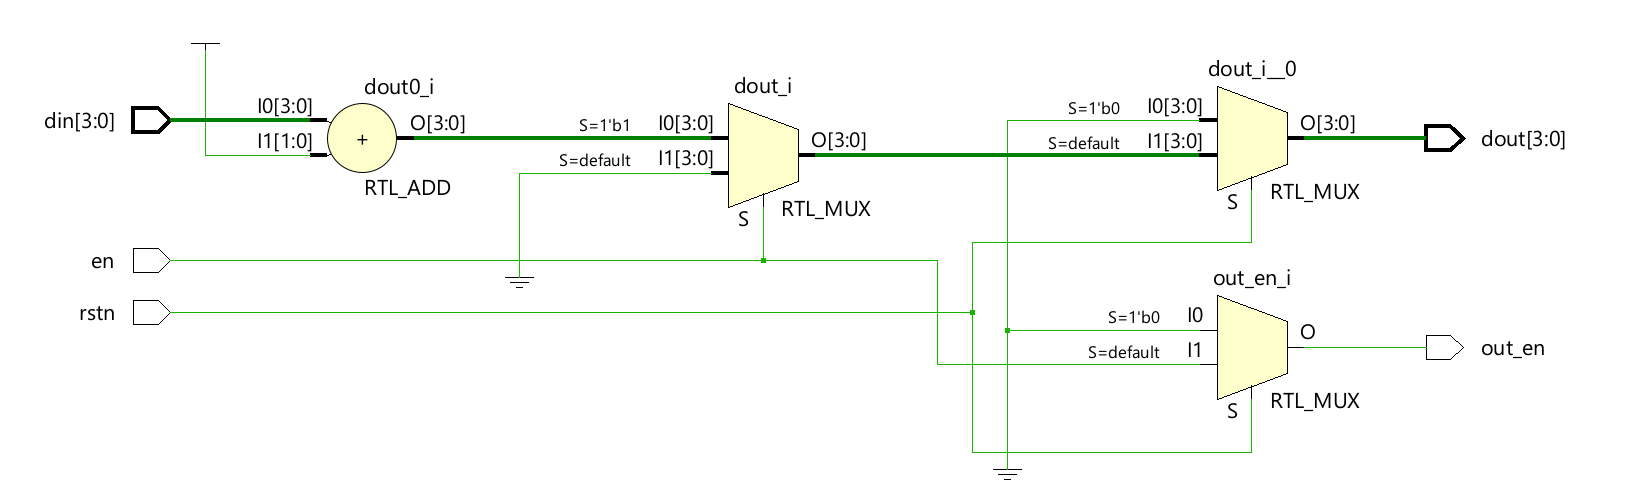 din[3:0]
I0[3:0]
I1[1:0]
dout0_i
+
O[3:0]
RTL_ADD
S=1'b1
I0[3:0]
S=default
I1[3:0]
dout_i
O[3:0]
S
RTL_MUX
S=1'b0
I0[3:0]
S=default
I1[3:0]
dout_i__0
O[3:0]
S
RTL_MUX
dout[3:0]
en
rstn
out_en_i
S=1'b0
I0
S=default
I1
O
S
RTL_MUX
out_en